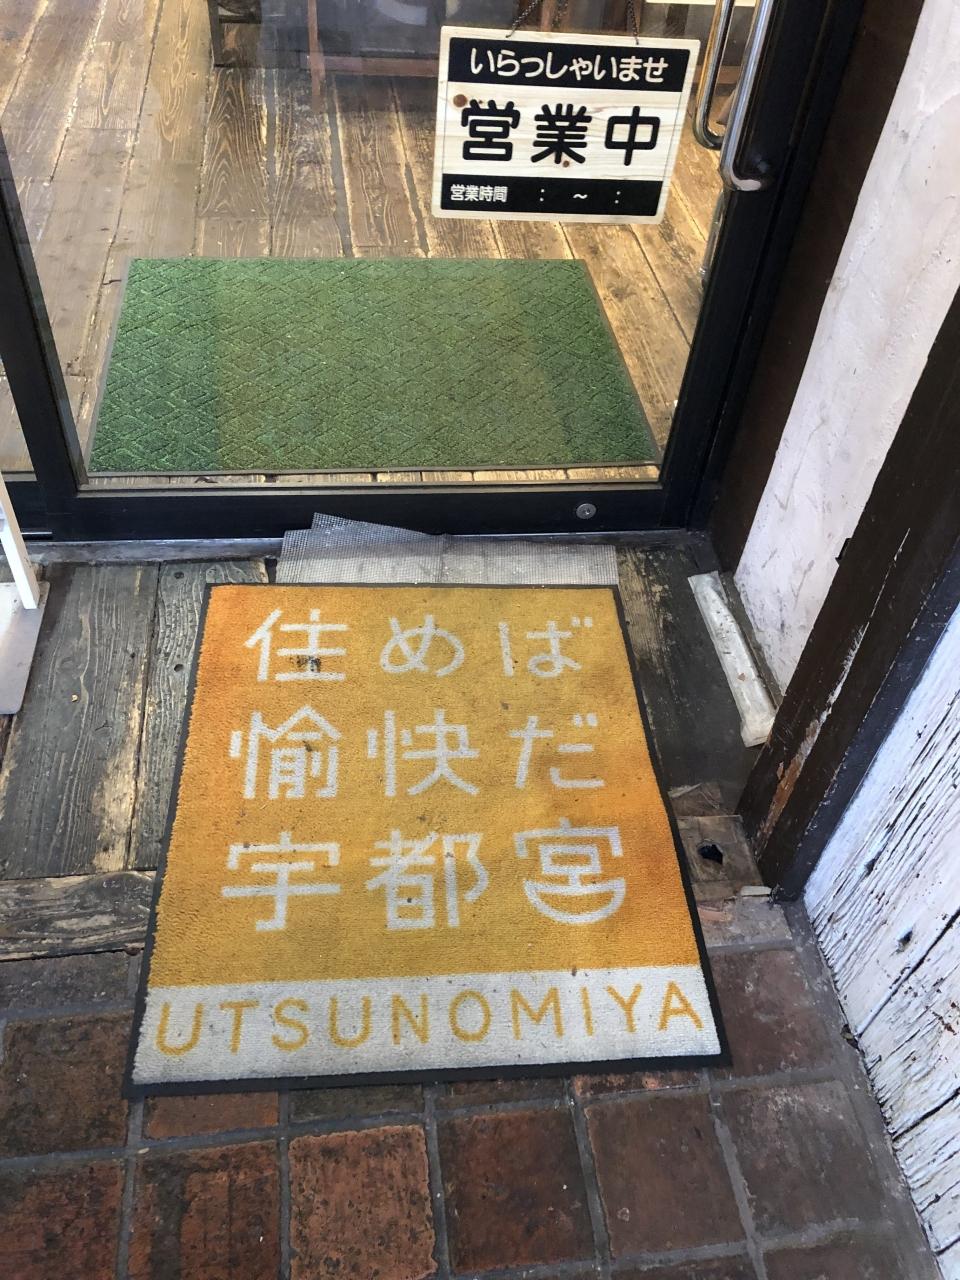 いらっしゃいませ
営業中
営業時間　:　～　:
住めば
愉快だ
宇都宮
UTSUNOMIYA